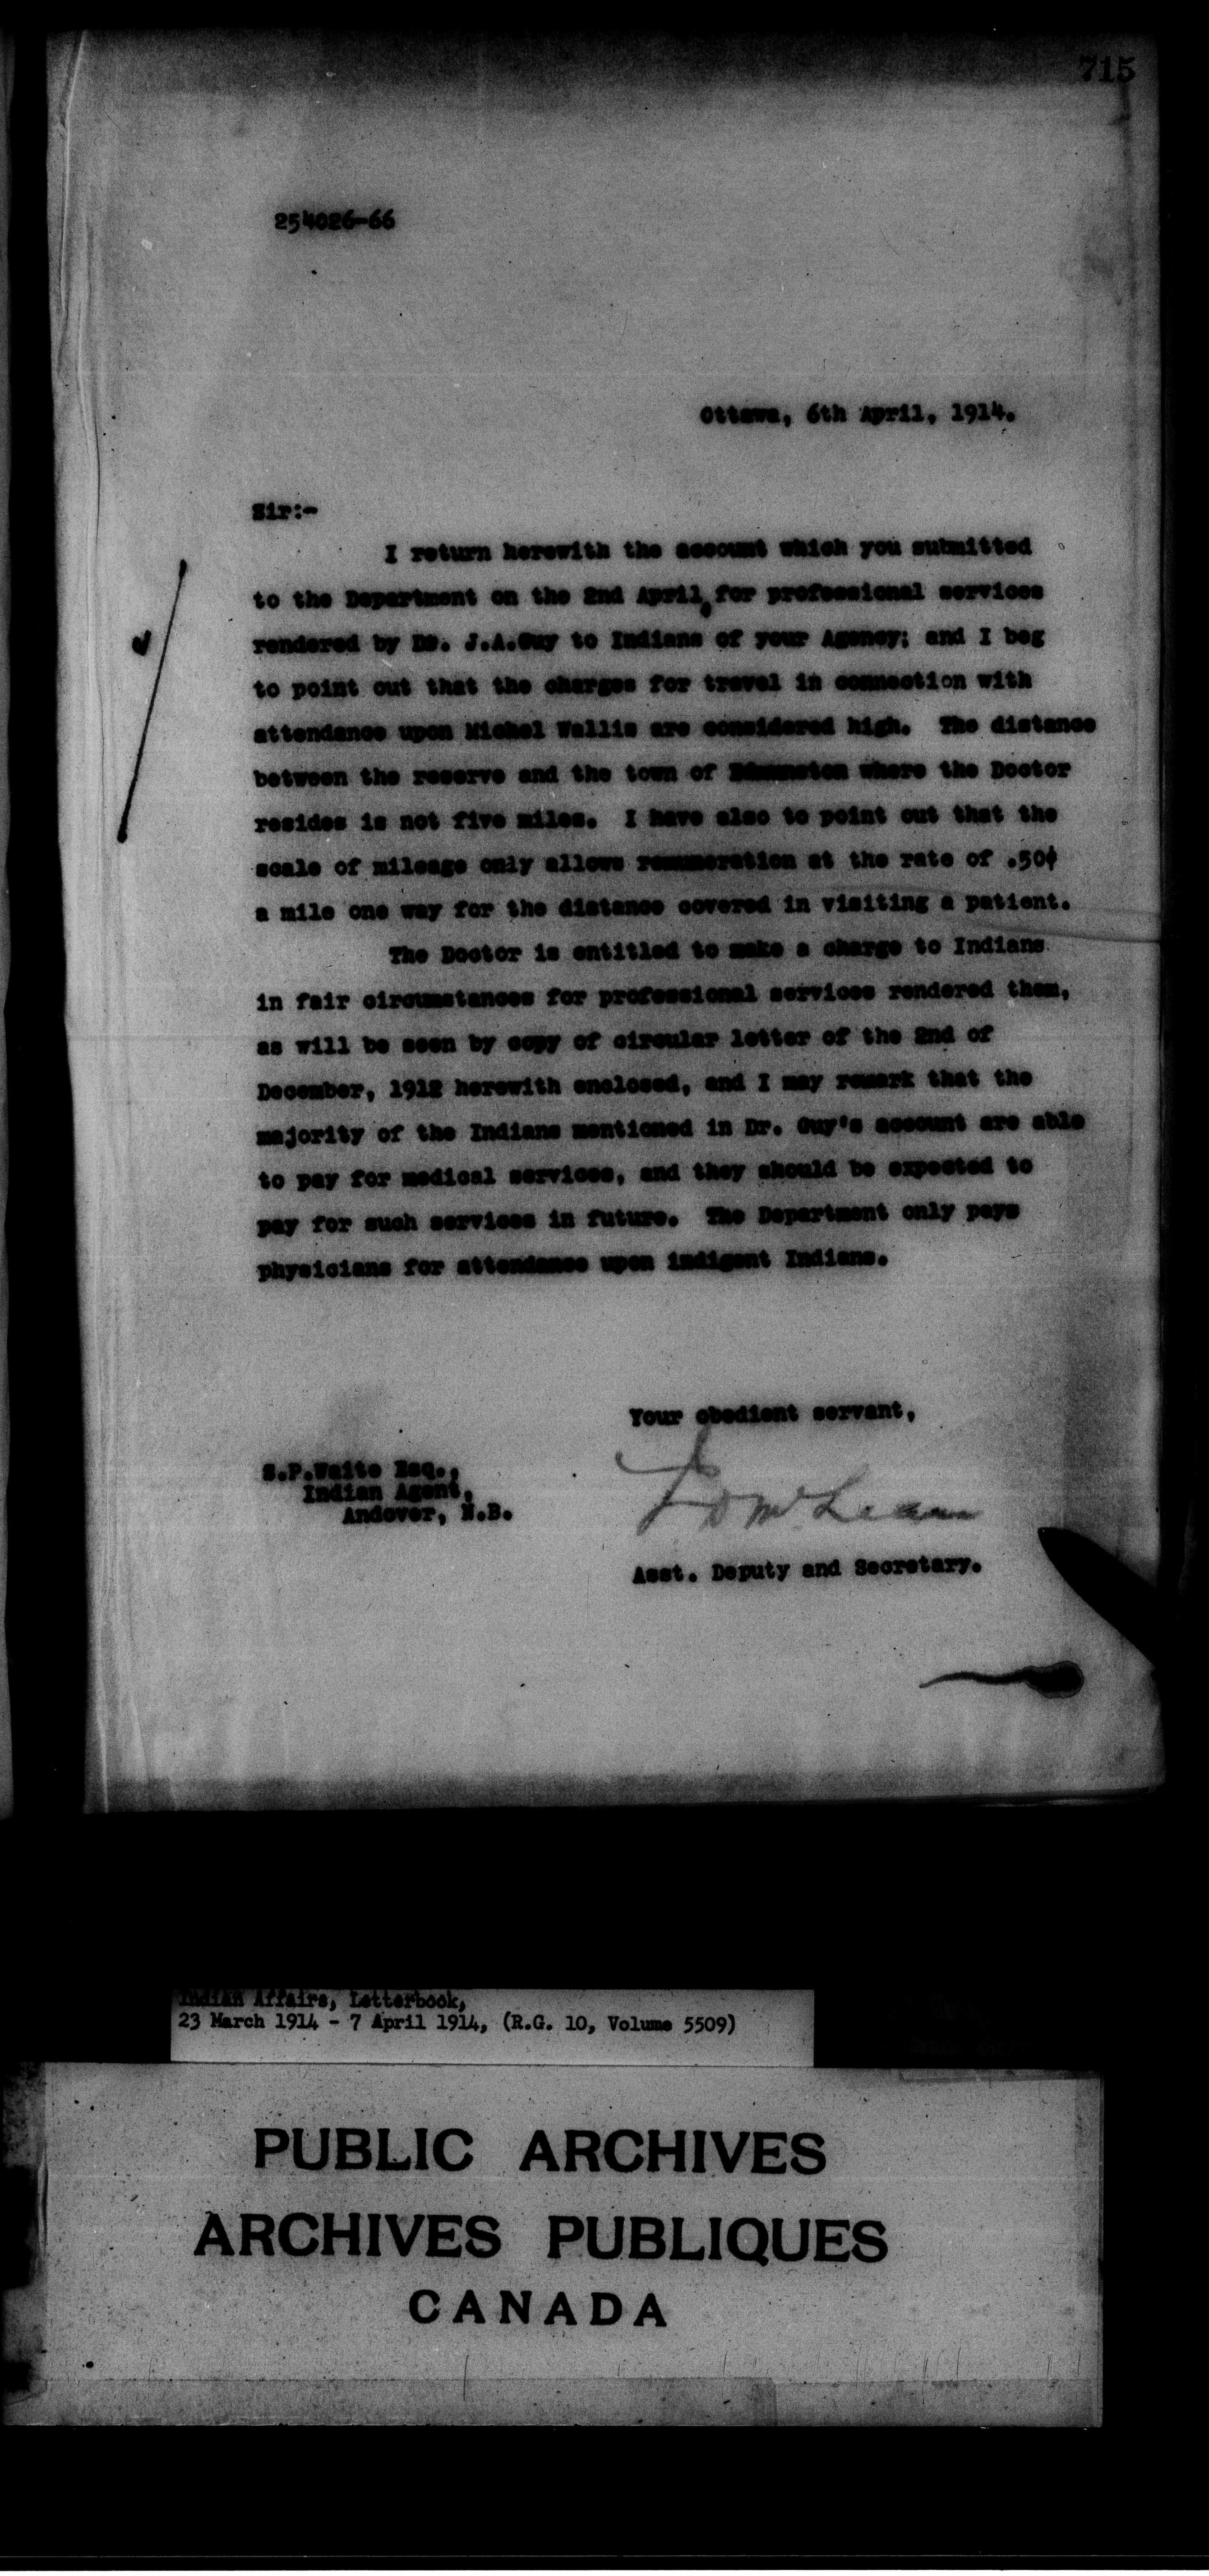 715
254026-66
Ottawa, 6th April, 1914.
Sir:-
I return herewith the account which you submitted
to the Department on the 2nd April, for professional services
rendered by Dr. J.A.Guy to Indians of your Agency; and I beg
to point out that the charges for travel in connection with
attendance upon Michel Wallis are considered high. The distance
between the reserve and the town of Edmunston where the Doctor
resides is not five miles. I have also to point out that the
scale of mileage only allows remuneration at the rate of .50¢
a mile one way for the distance covered in visiting a patient.
The Doctor is entitled to make a charge to Indians
in fair circumstances for professional services rendered them,
as will be seen by copy of circular letter of the 2nd of
December, 1912 herewith enclosed, and I may remark that the
majority of the Indians mentioned in Dr. Guy's account are able
to pay for medical services, and they should be expected to
pay for such services in future. The Department only pays
physicians for attendance upon indigent Indians.
Your obedient servant,
J D McLean
Asst. Deputy and Secretary.
S.P.Waite Esq.,
Indian Agent,
Andover, N.B.
Indian Affairs, Letterbook,
23 March 1914 - 7 April 1914, (R.G. 10, Volume 5509)
PUBLIC ARCHIVES
ARCHIVES PUBLIQUES
CANADA